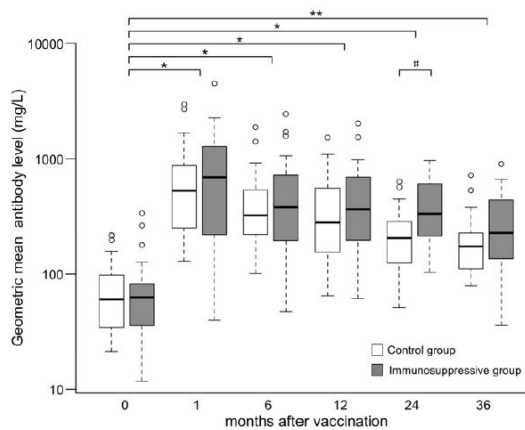 **
*
*
*
*
#
10000
1000
100
10
Geometric mean antibody level (mg/L)
Control group
Immunosuppressive group
0 1 6 12 24 36
months after vaccination